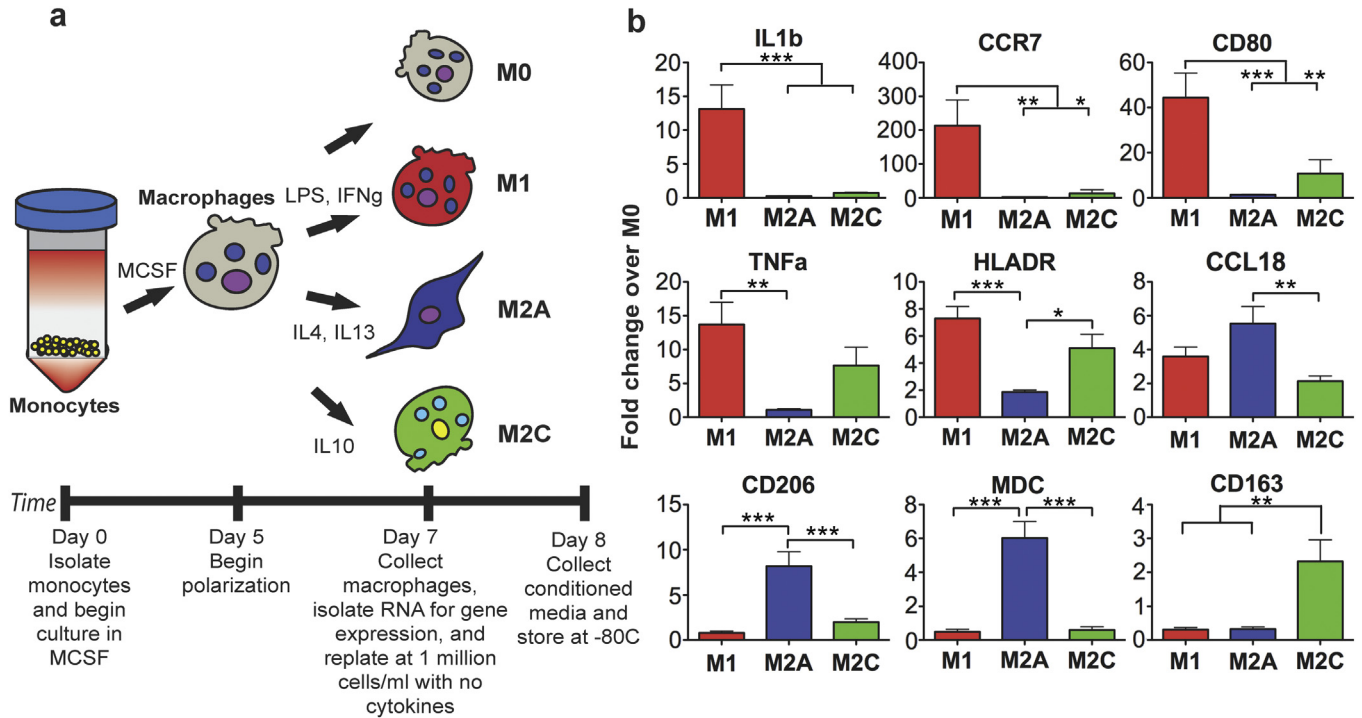 a
M0
Macrophages
LPS, IFNg
M1
MCSF
M2A
IL4, IL13
Monocytes
IL10
M2C
Time
Day 0
Isolate
monocytes
and begin
culture in
MCSF
Day 5
Begin
polarization
Day 7
Collect
macrophages,
isolate RNA for gene
expression, and
replate at 1 million
cells/ml with no
cytokines
Day 8
Collect
conditioned
media and
store at -80C
b
Fold change over M0
IL1b
***
20
15
10
5
0
M1 M2A M2C
CCR7
** *
400
300
200
100
0
M1 M2A M2C
CD80
*** **
60
40
20
0
M1 M2A M2C
TNFa
**
20
15
10
5
0
M1 M2A M2C
HLADR
***
*
10
8
6
4
2
0
M1 M2A M2C
CCL18
**
8
6
4
2
0
M1 M2A M2C
CD206
***
***
15
10
5
0
M1 M2A M2C
MDC
*** ***
8
6
4
2
0
M1 M2A M2C
CD163
**
4
3
2
1
0
M1 M2A M2C